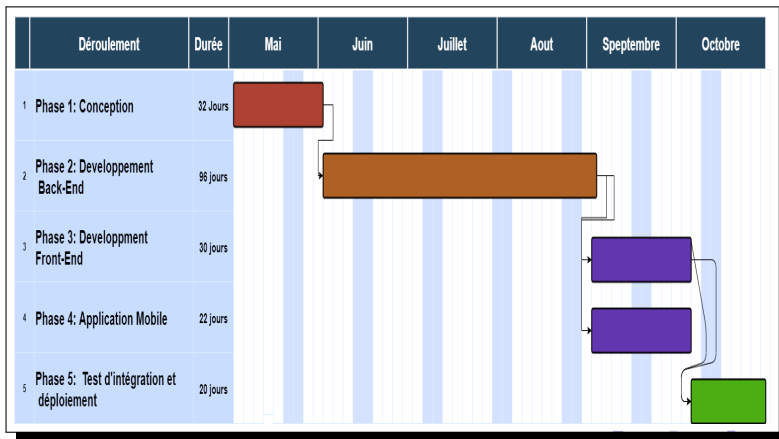 Déroulement Durée Mai Juin Juillet Aout Speptembre Octobre
1 Phase 1: Conception 32 Jours
2 Phase 2: Developpement
Back-End 96 jours
3 Phase 3: Developpment
Front-End 30 jours
4 Phase 4: Application Mobile 22 jours
5 Phase 5: Test d'intégration et
déploiement 20 jours